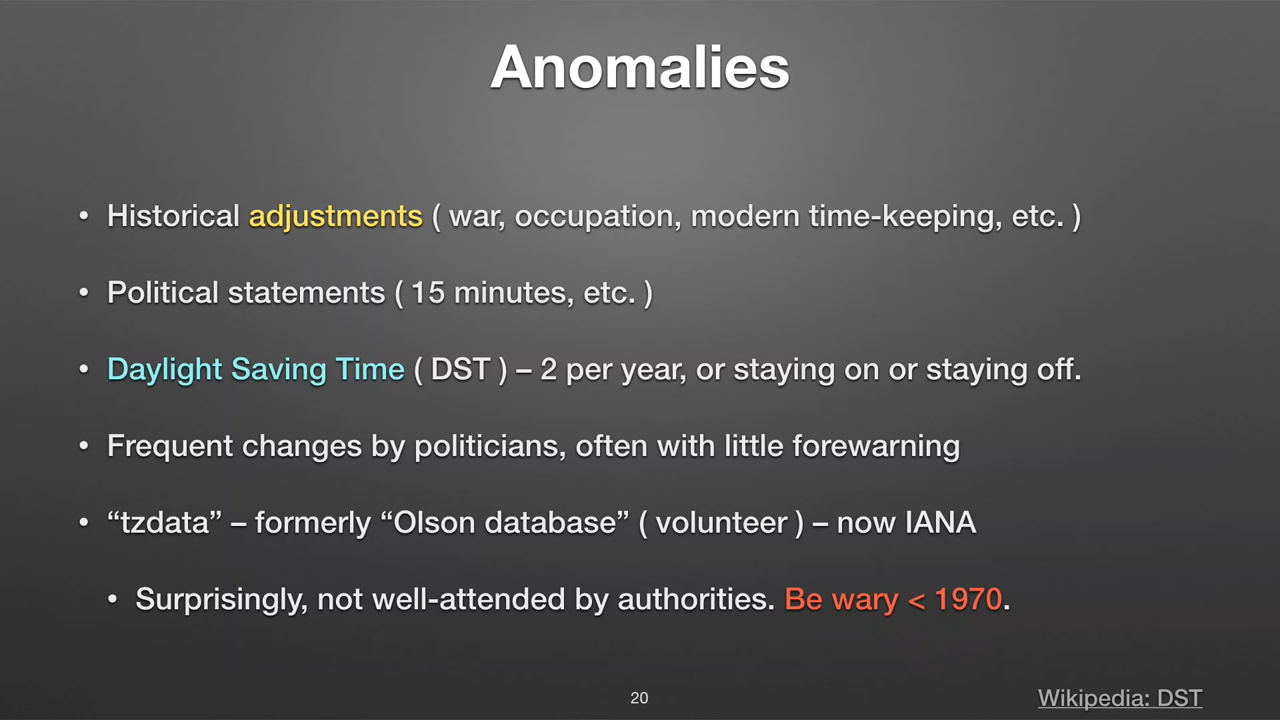 Anomalies
• Historical adjustments ( war, occupation, modern time-keeping, etc. )
• Political statements ( 15 minutes, etc. )
• Daylight Saving Time ( DST ) – 2 per year, or staying on or staying off.
• Frequent changes by politicians, often with little forewarning
• “tzdata” – formerly “Olson database” ( volunteer ) – now IANA
• Surprisingly, not well-attended by authorities. Be wary < 1970.
20
Wikipedia: DST